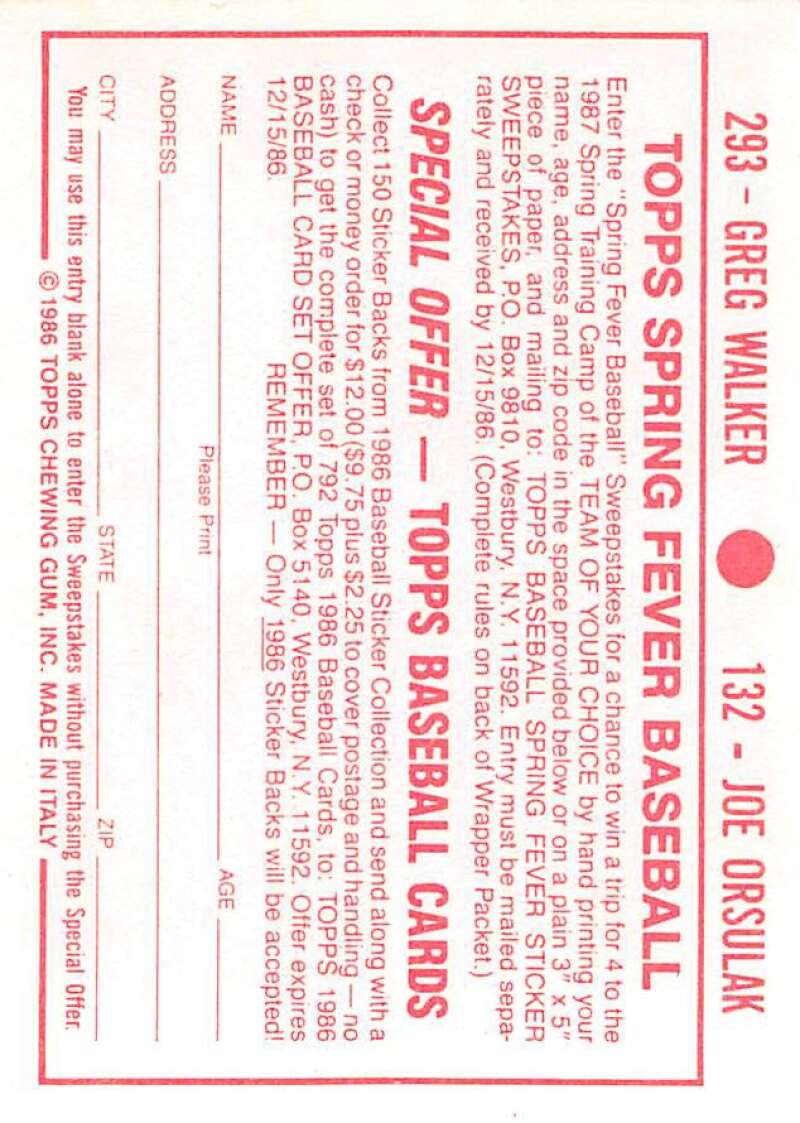 293 - GREG WALKER ● 132 - JOE ORSULAK
TOPPS SPRING FEVER BASEBALL
Enter the "Spring Fever Baseball" Sweepstakes for a chance to win a trip for 4 to the
1987 Spring Training Camp of the TEAM OF YOUR CHOICE by hand printing your
name, age, address and zip code in the space provided below or on a plain 3" x 5"
piece of paper, and mailing to: TOPPS BASEBALL SPRING FEVER STICKER
SWEEPSTAKES, P.O. Box 9810, Westbury, N.Y. 11592. Entry must be mailed sepa-
rately and received by 12/15/86. (Complete rules on back of Wrapper Packet.)
SPECIAL OFFER — TOPPS BASEBALL CARDS
Collect 150 Sticker Backs from 1986 Baseball Sticker Collection and send along with a
check or money order for $12.00 ($9.75 plus $2.25 to cover postage and handling — no
cash) to get the complete set of 792 Topps 1986 Baseball Cards, to: TOPPS 1986
BASEBALL CARD SET OFFER, P.O. Box 5140, Westbury, N.Y. 11592. Offer expires
12/15/86. REMEMBER — Only 1986 Sticker Backs will be accepted!
NAME AGE
Please Print
ADDRESS
CITY STATE ZIP
You may use this entry blank alone to enter the Sweepstakes without purchasing the Special Offer.
© 1986 TOPPS CHEWING GUM, INC. MADE IN ITALY